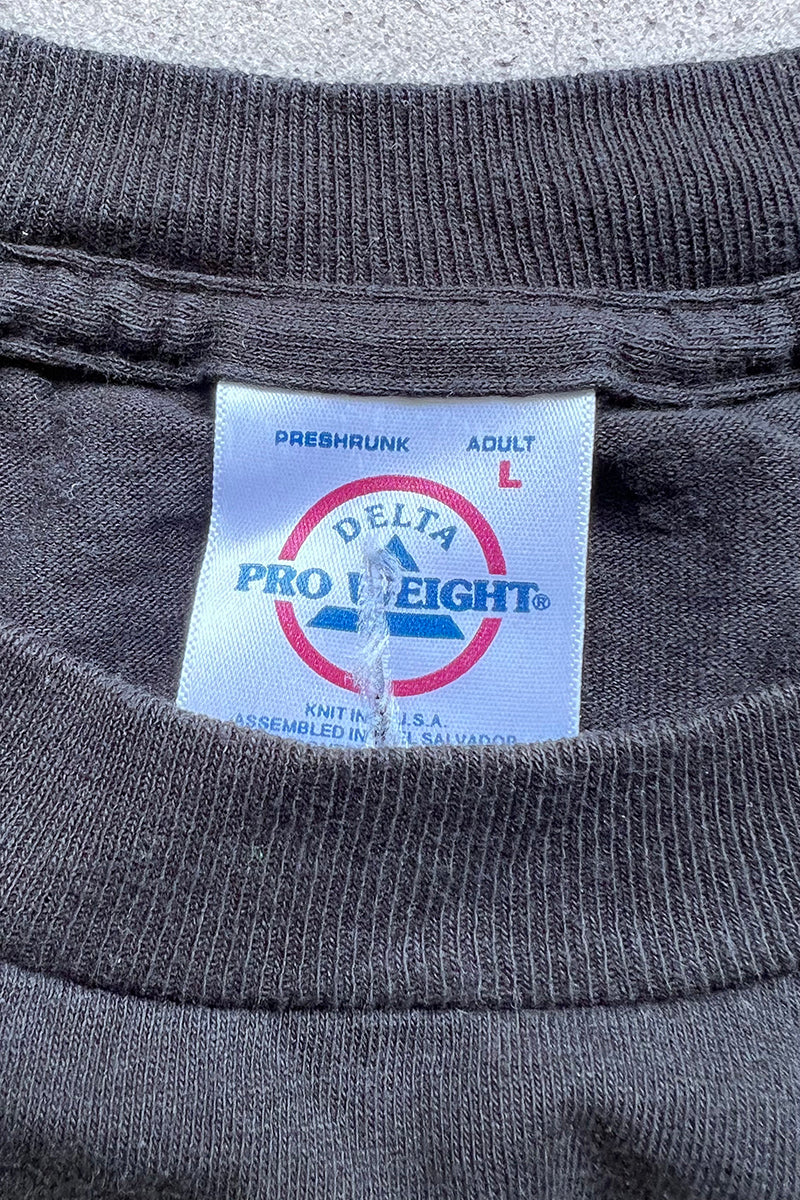 PRESHRUNK ADULT
L
DELTA
PRO WEIGHT®
KNIT IN U.S.A.
ASSEMBLED IN EL SALVADOR